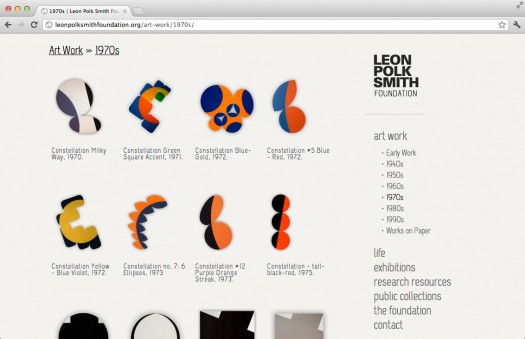 1970s | Leon Polk Smith Fou
leonpolksmithfoundation.org/art-work/1970s/
Art Work >> 1970s
LEON
POLK
SMITH
FOUNDATION
Constellation Milky
Way, 1970.
Constellation Green
Square Accent, 1971.
Constellation Blue-
Gold, 1972.
Constellation #5 Blue
- Red, 1972.
art work
• Early Work
• 1940s
• 1950s
• 1960s
• 1970s
• 1980s
• 1990s
• Works on Paper
Constellation Yellow
- Blue Violet, 1972.
Constellation no. 7: 6
Ellipses, 1973
Constellation #12
Purple Orange
Streak, 1973.
Constellation - tall-
black-red, 1975.
life
exhibitions
research resources
public collections
the foundation
contact